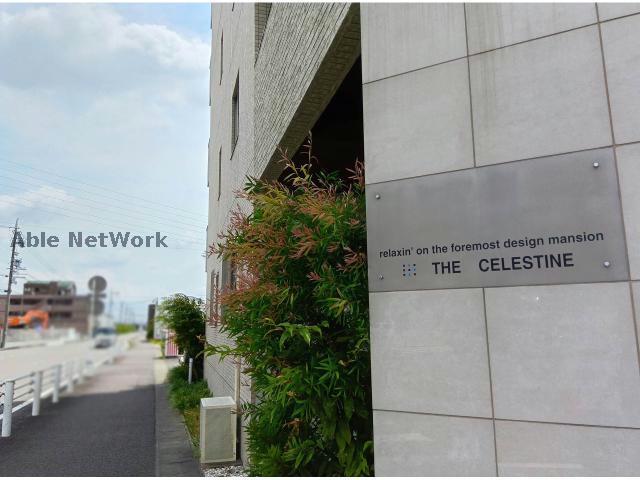 Able NetWork
relaxin' on the foremost design mansion
THE CELESTINE